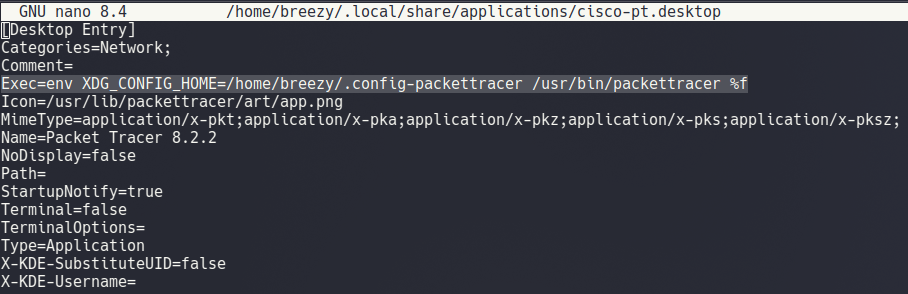 GNU nano 8.4 /home/breezy/.local/share/applications/cisco-pt.desktop
[Desktop Entry]
Categories=Network;
Comment=
Exec=env XDG_CONFIG_HOME=/home/breezy/.config-packettracer /usr/bin/packettracer %f
Icon=/usr/lib/packettracer/art/app.png
MimeType=application/x-pkt;application/x-pka;application/x-pkz;application/x-pks;application/x-pksz;
Name=Packet Tracer 8.2.2
NoDisplay=false
Path=
StartupNotify=true
Terminal=false
TerminalOptions=
Type=Application
X-KDE-SubstituteUID=false
X-KDE-Username=